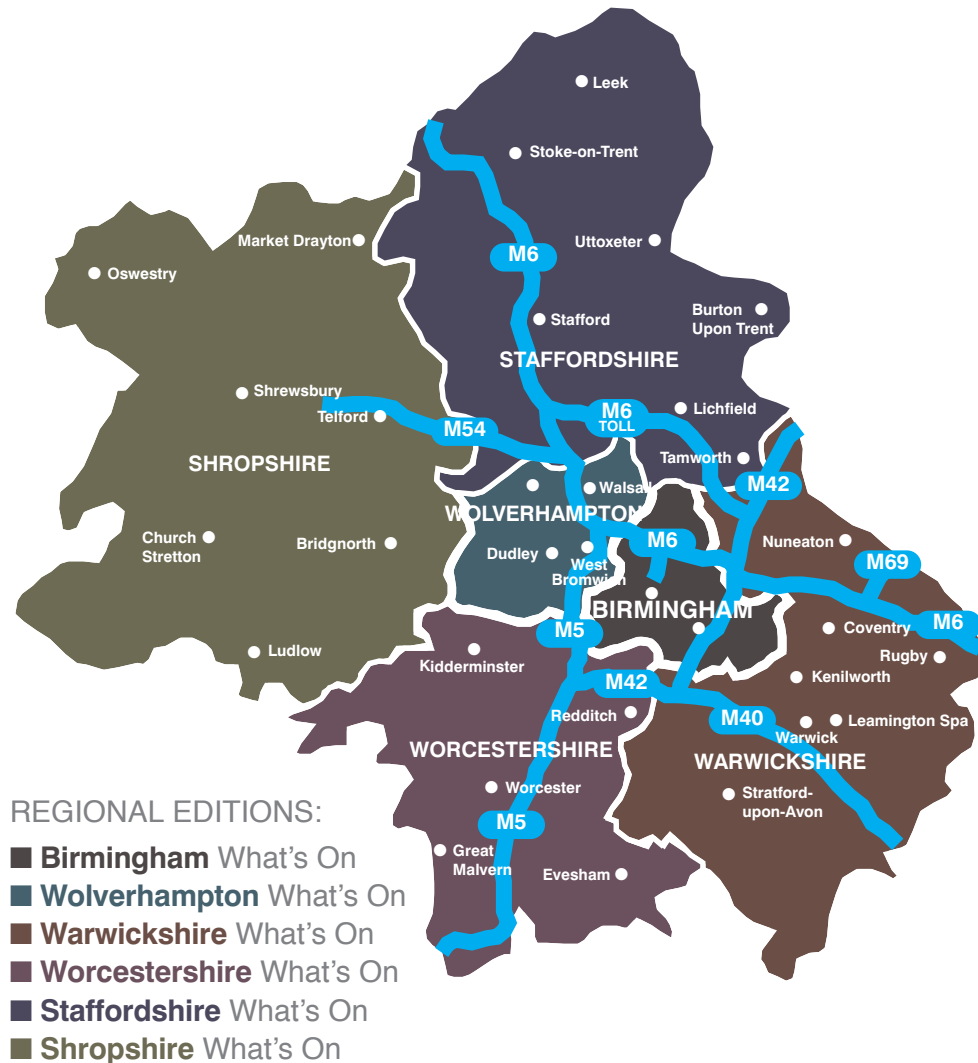 Leek
Stoke-on-Trent
Market Drayton
Uttoxeter
M6
Oswestry
Burton
Upon Trent
Stafford
STAFFORDSHIRE
Shrewsbury
Lichfield
Telford
M6
TOLL
M54
Tamworth
SHROPSHIRE
M42
Walsall
WOLVERHAMPTON
Church
Stretton
Bridgnorth
Dudley
West
Bromwich
M6
Nuneaton
M69
BIRMINGHAM
M5
Coventry
M6
Ludlow
Kidderminster
Rugby
Kenilworth
M42
Redditch
M40
Leamington Spa
Warwick
WORCESTERSHIRE
WARWICKSHIRE
Worcester
Stratford-
upon-Avon
M5
Great
Malvern
Evesham
REGIONAL EDITIONS:
Birmingham What's On
Wolverhampton What's On
Warwickshire What's On
Worcestershire What's On
Staffordshire What's On
Shropshire What's On